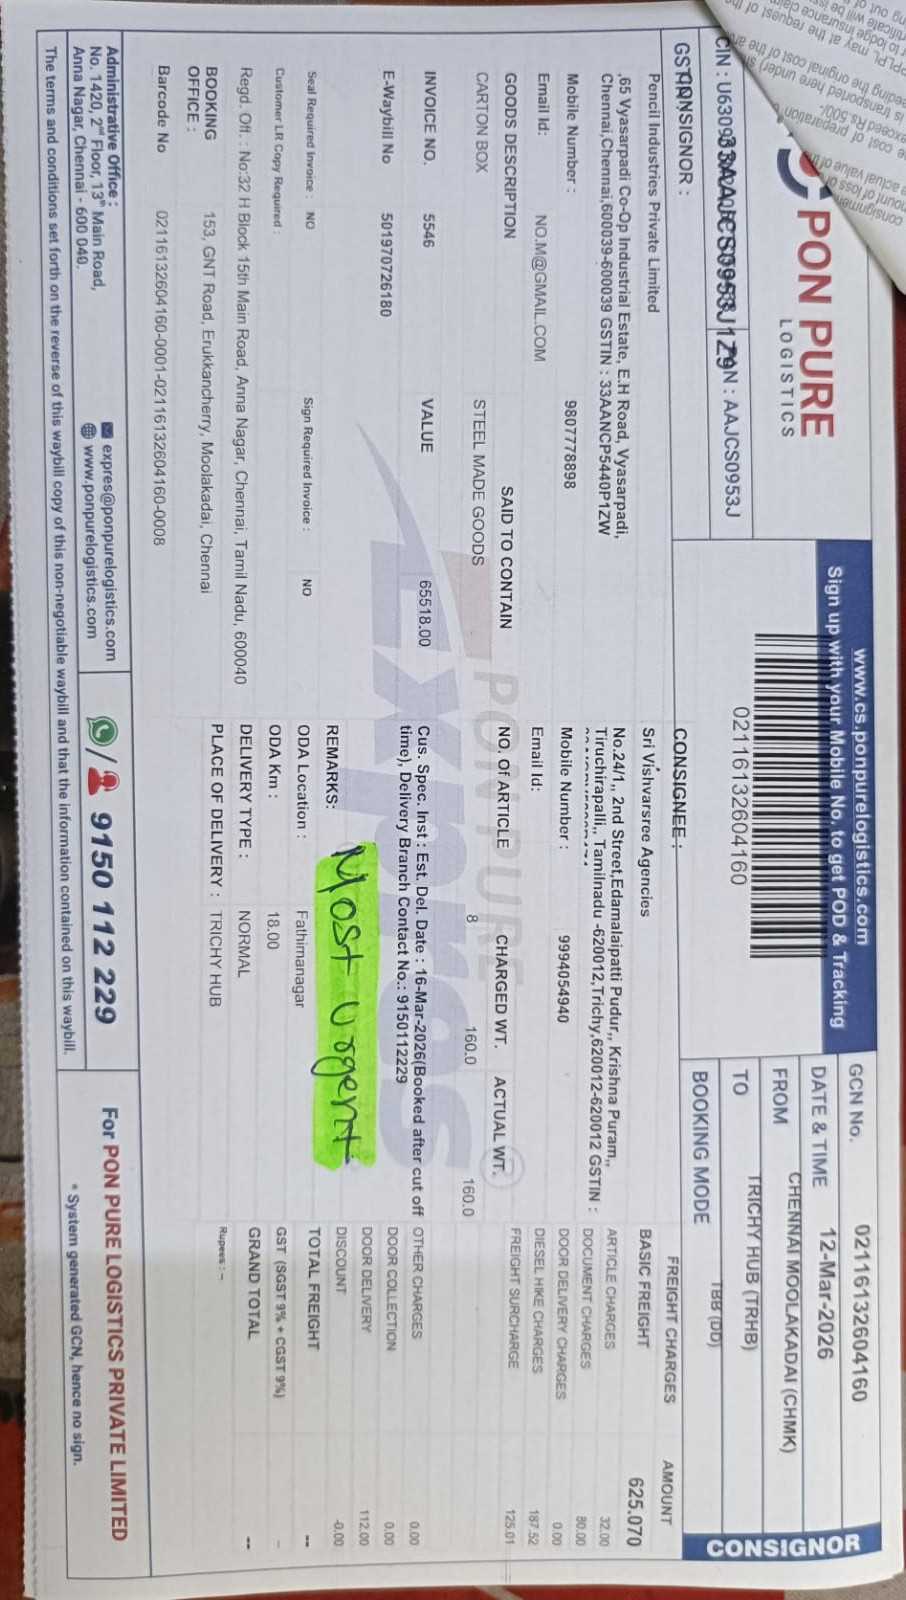 PON PURE
LOGISTICS
www.cs.ponpurelogistics.com
Sign up with your Mobile No. to get POD & Tracking
02116132604160
GCN No. 02116132604160
DATE & TIME 12-Mar-2026
FROM CHENNAI MOOLAKADAI (CHMK)
TO TRICHY HUB (TRHB)
BOOKING MODE TBB (DD)
CONSIGNOR
PAN : AAJCS0953J
33AAJCS0953J1Z9
CONSIGNOR :
Pencil Industries Private Limited
,65 Vyasarpadi Co-Op Industrial Estate, E.H Road, Vyasarpadi,
Chennai,Chennai,600039-600039 GSTIN : 33AANCP5440P1ZW
Mobile Number : 9807778898
Email Id: NO.M@GMAIL.COM
CONSIGNEE :
Sri Vishvarsree Agencies
No.24/1,, 2nd Street,Edamalaipatti Pudur,, Krishna Puram,,
Tiruchirapalli,, Tamilnadu -620012,Trichy,620012-620012 GSTIN :
Mobile Number : 9994054940
Email Id:
GOODS DESCRIPTION SAID TO CONTAIN NO. Of ARTICLE CHARGED WT. ACTUAL WT.
CARTON BOX STEEL MADE GOODS 8 160.0 160.0
INVOICE NO. 5546 VALUE 65518.00
E-Waybill No 501970726180
Cus. Spec. Inst : Est. Del. Date : 16-Mar-2026(Booked after cut off
time), Delivery Branch Contact No.: 9150112229
REMARKS: Most Urgent
Seal Required Invoice : NO Sign Required Invoice : NO
Customer LR Copy Required :
ODA Location : Fathimanagar
ODA Km : 18.00
DELIVERY TYPE : NORMAL
PLACE OF DELIVERY : TRICHY HUB
Regd. Off. : No:32 H Block 15th Main Road, Anna Nagar, Chennai, Tamil Nadu, 600040
BOOKING
OFFICE : 153, GNT Road, Erukkancherry, Moolakadai, Chennai
Barcode No 02116132604160-0001-02116132604160-0008
FREIGHT CHARGES AMOUNT
BASIC FREIGHT 625.070
ARTICLE CHARGES 32.00
DOCUMENT CHARGES 80.00
DOOR DELIVERY CHARGES 0.00
DIESEL HIKE CHARGES 187.52
FREIGHT SURCHARGE 125.01
OTHER CHARGES 0.00
DOOR COLLECTION 0.00
DOOR DELIVERY 112.00
DISCOUNT -0.00
TOTAL FREIGHT --
GST (SGST 9% + CGST 9%) --
GRAND TOTAL --
Rupees : --
PON PURE
Expres
Administrative Office :
No. 1420, 2nd Floor, 13th Main Road,
Anna Nagar, Chennai - 600 040.
expres@ponpurelogistics.com
www.ponpurelogistics.com
9150 112 229
For PON PURE LOGISTICS PRIVATE LIMITED
* System generated GCN, hence no sign.
The terms and conditions set forth on the reverse of this waybill copy of this non-negotiable waybill and that the information contained on this waybill.